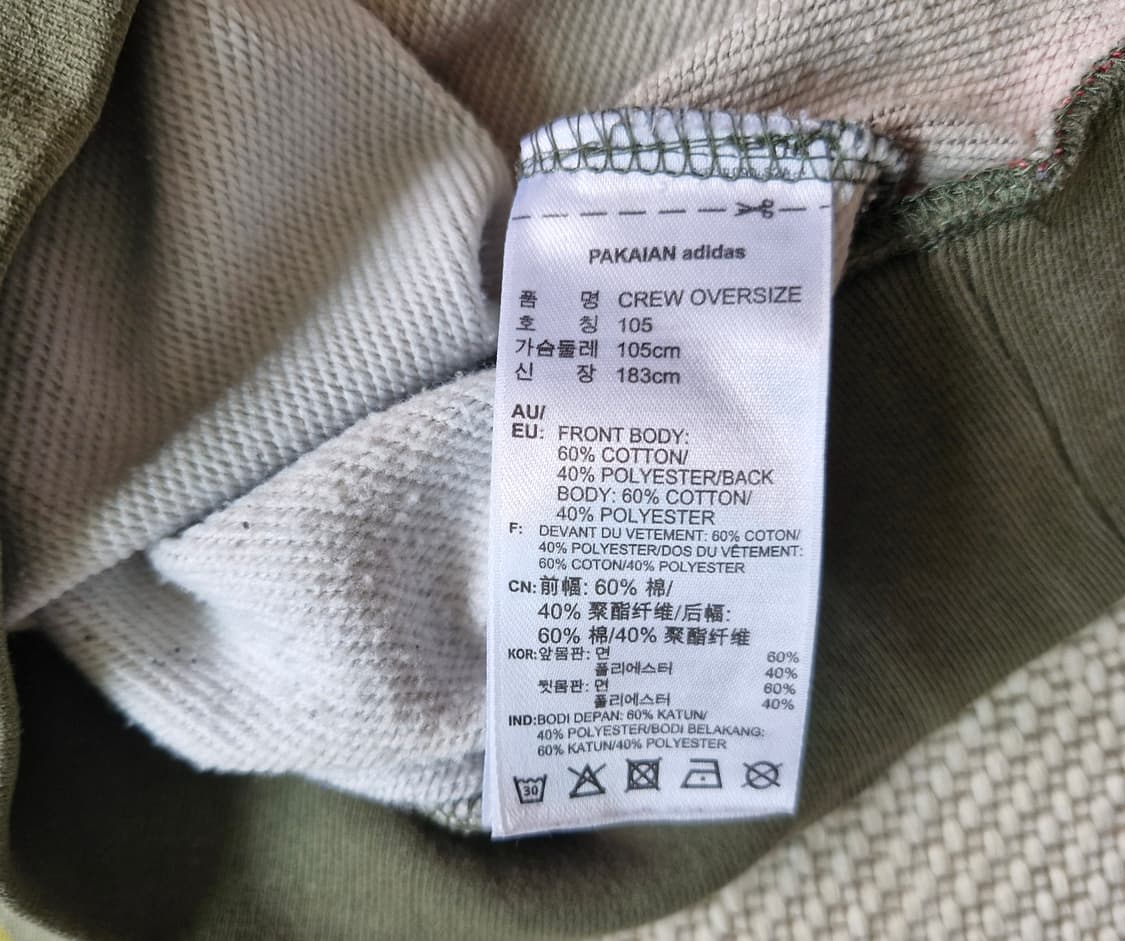 PAKAIAN adidas
품 명 CREW OVERSIZE
호 칭 105
가슴둘레 105cm
신 장 183cm
AU/
EU: FRONT BODY:
60% COTTON/
40% POLYESTER/BACK
BODY: 60% COTTON/
40% POLYESTER
F: DEVANT DU VETEMENT: 60% COTON/
40% POLYESTER/DOS DU VÊTEMENT:
60% COTON/40% POLYESTER
CN: 前幅: 60% 棉/
40% 聚酯纤维/后幅:
60% 棉/40% 聚酯纤维
KOR: 앞몸판: 면 60%
폴리에스터 40%
뒷몸판: 면 60%
폴리에스터 40%
IND: BODI DEPAN: 60% KATUN/
40% POLYESTER/BODI BELAKANG:
60% KATUN/40% POLYESTER
30